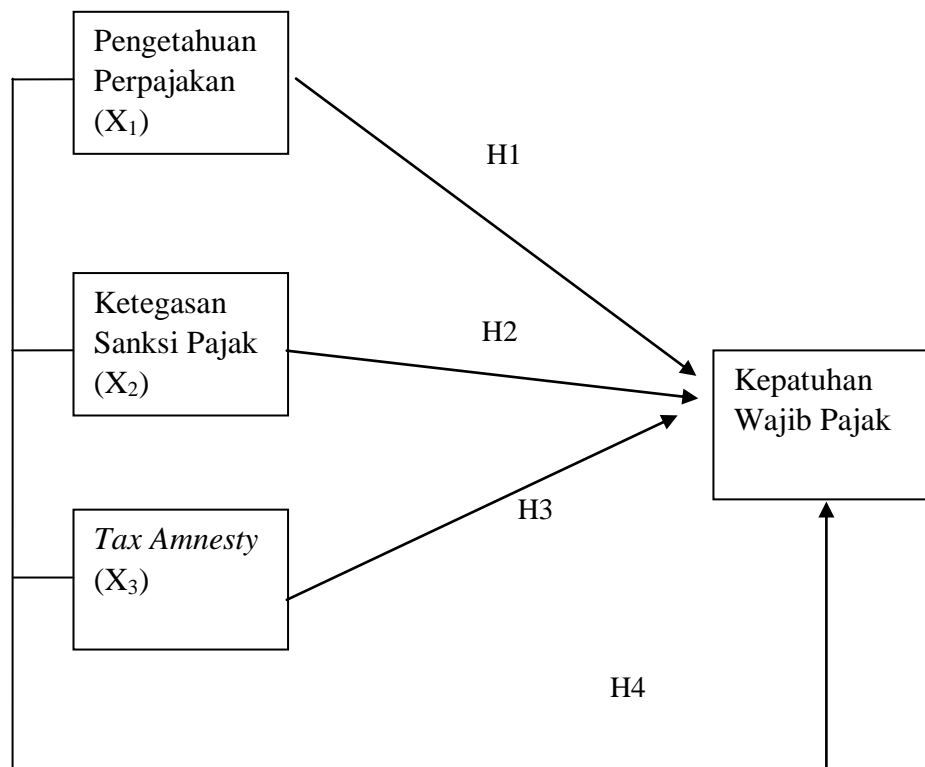 Pengetahuan
Perpajakan
(X₁)
H1
Ketegasan
Sanksi Pajak
(X₂)
H2
Kepatuhan
Wajib Pajak
Tax Amnesty
(X₃)
H3
H4